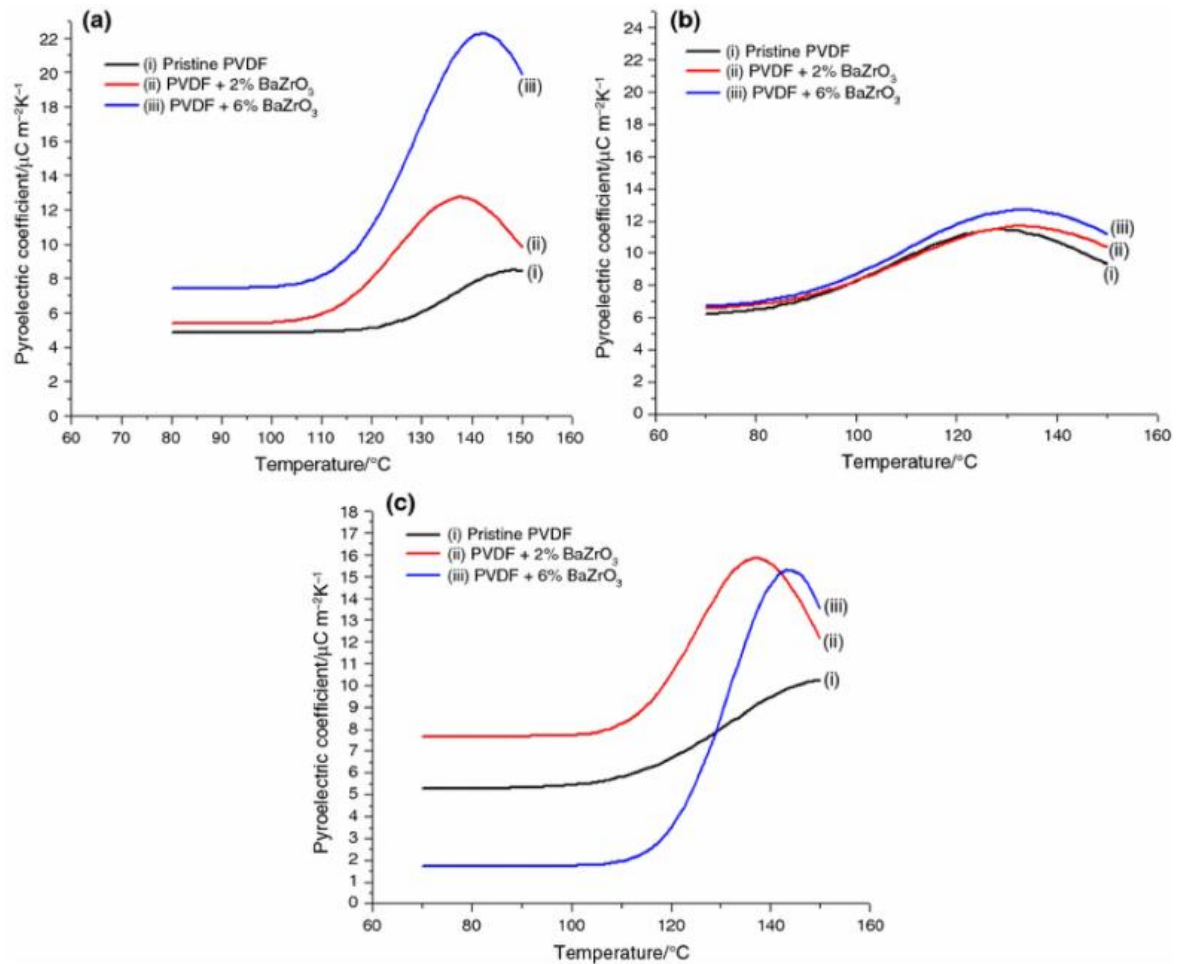 (a)
(i) Pristine PVDF
(ii) PVDF + 2% BaZrO₃
(iii) PVDF + 6% BaZrO₃
22
20
18
16
14
12
10
8
6
4
2
0
Pyroelectric coefficient/μC m⁻²K⁻¹
(iii)
(ii)
(i)
60 70 80 90 100 110 120 130 140 150 160
Temperature/°C
(b)
(i) Pristine PVDF
(ii) PVDF + 2% BaZrO₃
(iii) PVDF + 6% BaZrO₃
24
22
20
18
16
14
12
10
8
6
4
2
0
Pyroelectric coefficient/μC m⁻²K⁻¹
(iii)
(ii)
(i)
60 80 100 120 140 160
Temperature/°C
(c)
(i) Pristine PVDF
(ii) PVDF + 2% BaZrO₃
(iii) PVDF + 6% BaZrO₃
18
17
16
15
14
13
12
11
10
9
8
7
6
5
4
3
2
1
0
Pyroelectric coefficient/μC m⁻²K⁻¹
(iii)
(ii)
(i)
60 80 100 120 140 160
Temperature/°C